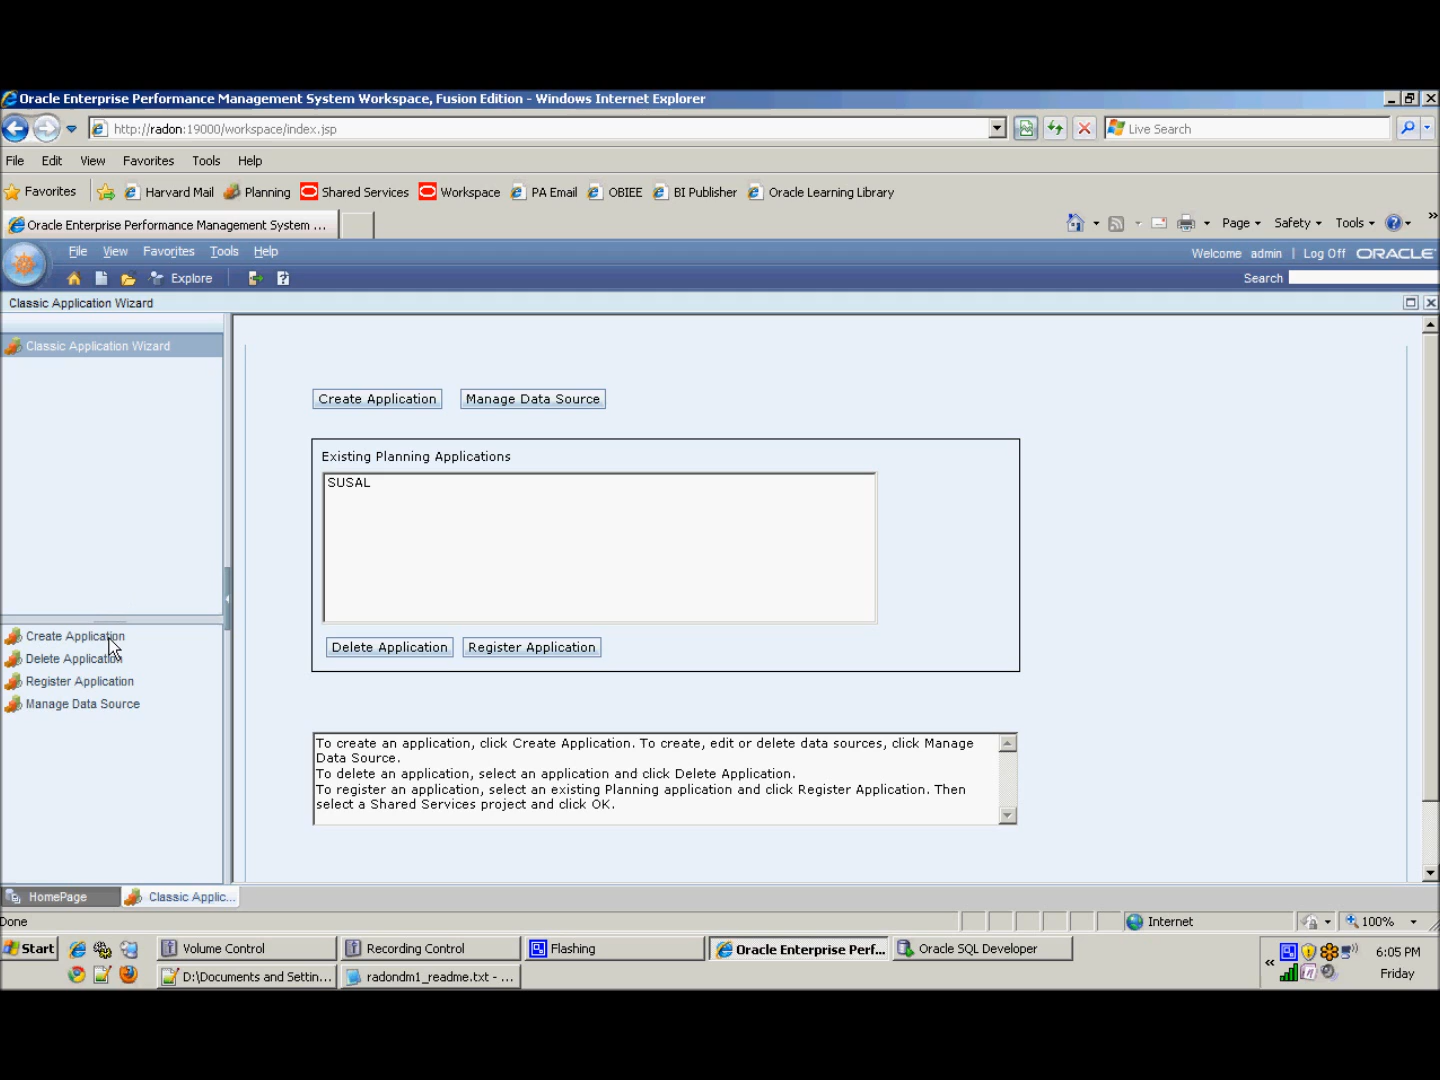 Oracle Enterprise Performance Management System Workspace, Fusion Edition - Windows Internet Explorer
http://radon:19000/workspace/index.jsp
Live Search
File Edit View Favorites Tools Help
Favorites Harvard Mail Planning Shared Services Workspace PA Email OBIEE BI Publisher Oracle Learning Library
Oracle Enterprise Performance Management System ... Page Safety Tools
File View Favorites Tools Help Welcome admin | Log Off ORACLE
Explore Search
Classic Application Wizard
Classic Application Wizard
Create Application Manage Data Source
Existing Planning Applications
SUSAL
Delete Application Register Application
Create Application
Delete Application
Register Application
Manage Data Source
To create an application, click Create Application. To create, edit or delete data sources, click Manage
Data Source.
To delete an application, select an application and click Delete Application.
To register an application, select an existing Planning application and click Register Application. Then
select a Shared Services project and click OK.
HomePage Classic Applic...
Done Internet 100%
Start Volume Control Recording Control Flashing Oracle Enterprise Perf... Oracle SQL Developer 6:05 PM
D:\Documents and Settin... radondm1_readme.txt - ... Friday